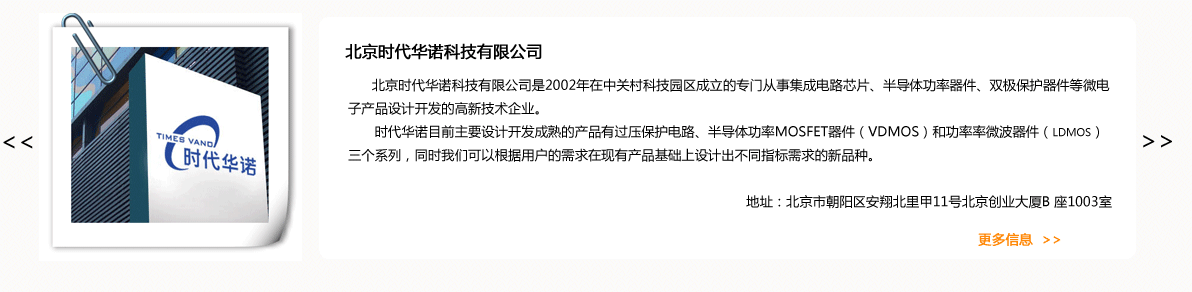 北京时代华诺科技有限公司
北京时代华诺科技有限公司是2002年在中关村科技园区成立的专门从事集成电路芯片、半导体功率器件、双极保护器件等微电
子产品设计开发的高新技术企业。
时代华诺目前主要设计开发成熟的产品有过压保护电路、半导体功率MOSFET器件（VDMOS）和功率率微波器件（LDMOS）
三个系列，同时我们可以根据用户的需求在现有产品基础上设计出不同指标需求的新品种。
<<
TIMES VANO
时代华诺
>>
地址：北京市朝阳区安翔北里甲11号北京创业大厦B 座1003室
更多信息 >>